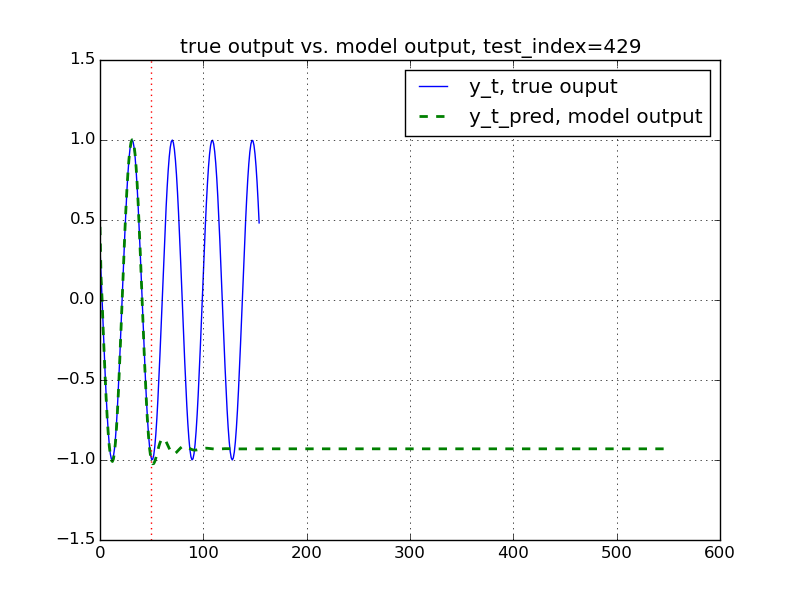 true output vs. model output, test_index=429
y_t, true ouput
y_t_pred, model output
1.5
1.0
0.5
0.0
−0.5
−1.0
−1.5
0 100 200 300 400 500 600